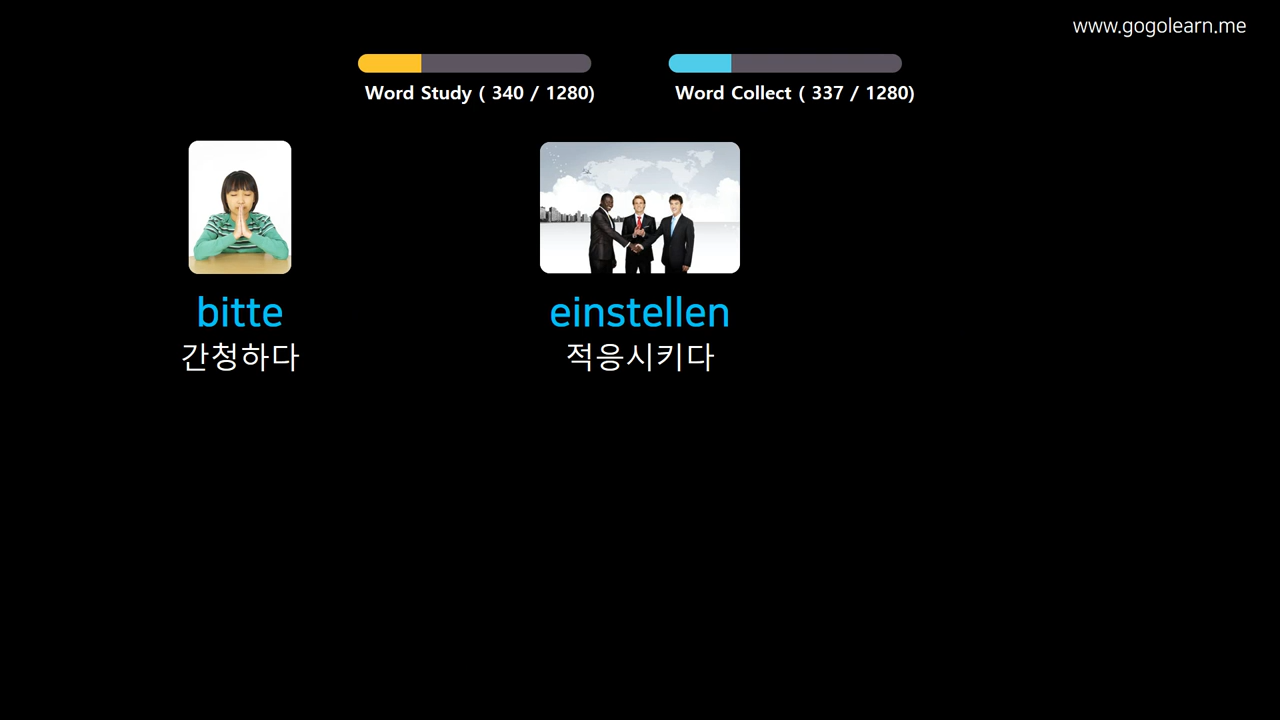 www.gogolearn.me
Word Study ( 340 / 1280)
Word Collect ( 337 / 1280)
bitte
einstellen
간청하다
적응시키다